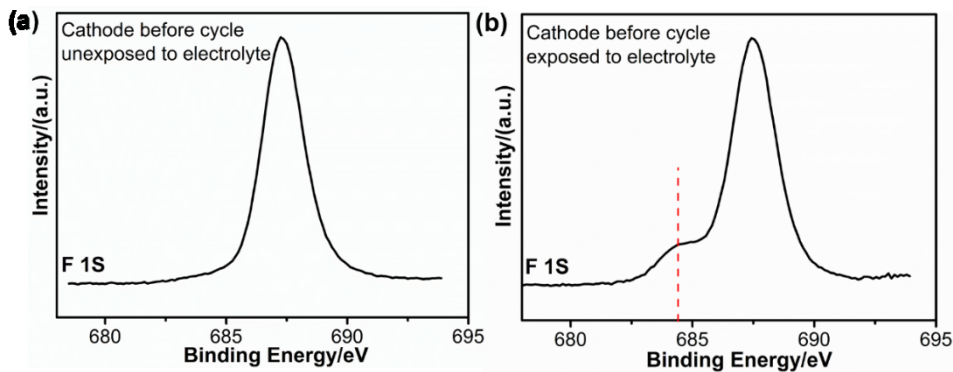 (a)
Cathode before cycle
unexposed to electrolyte
Intensity/(a.u.)
F 1S
680 685 690 695
Binding Energy/eV
(b)
Cathode before cycle
exposed to electrolyte
Intensity/(a.u.)
F 1S
680 685 690 695
Binding Energy/eV